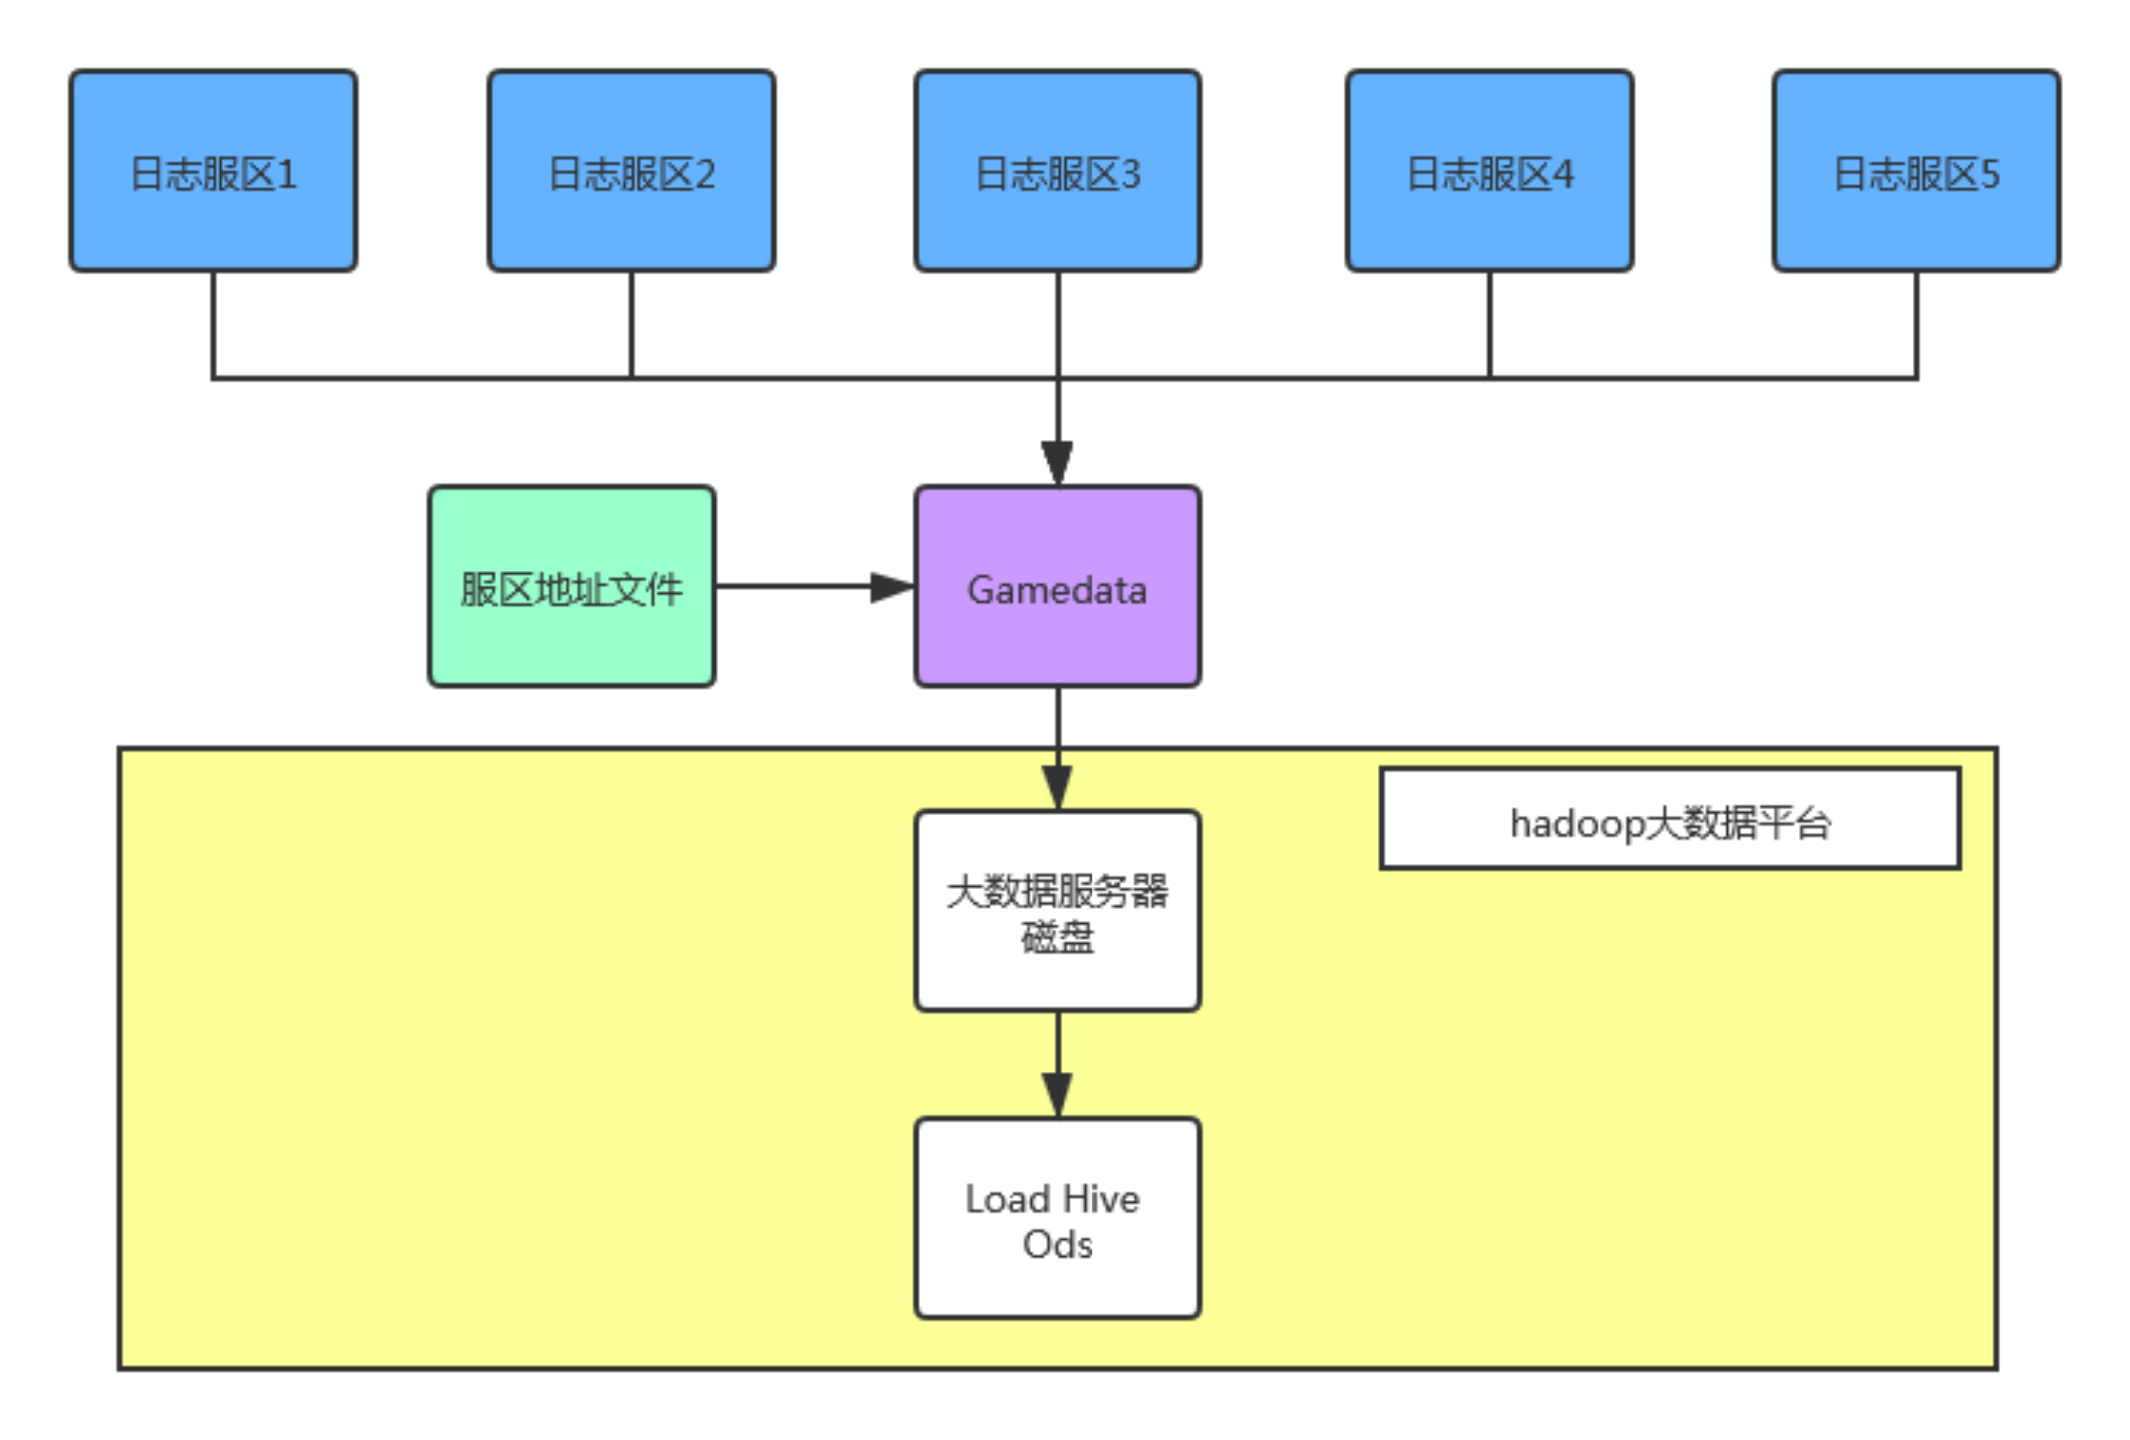 日志服区1
日志服区2
日志服区3
日志服区4
日志服区5
服区地址文件
Gamedata
hadoop大数据平台
大数据服务器
磁盘
Load Hive
Ods